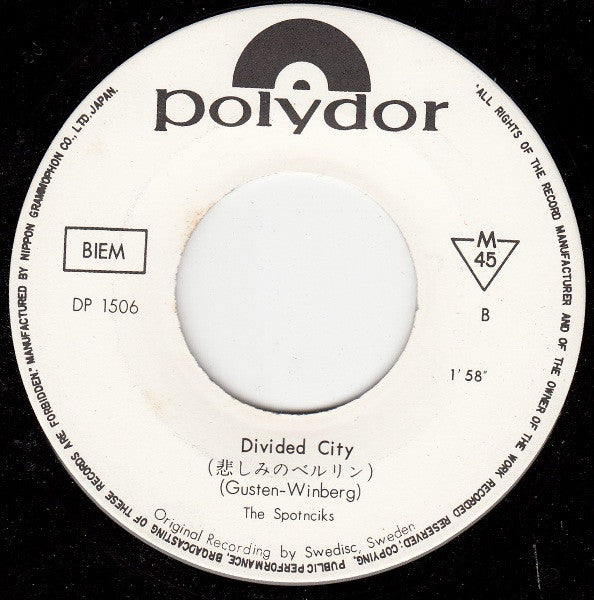 polydor
BIEM
DP 1506
M
45
B
1' 58"
Divided City
(悲しみのベルリン)
(Gusten-Winberg)
The Spotnciks
Original Recording by Swedisc, Sweden
"ALL RIGHTS OF THE RECORD MANUFACTURER AND OF THE OWNER OF THE WORK RECORDED RESERVED; COPYING, PUBLIC PERFORMANCE, BROADCASTING OF THESE RECORDS ARE FORBIDDEN." MANUFACTURED BY NIPPON GRAMMOPHON CO., LTD. JAPAN.